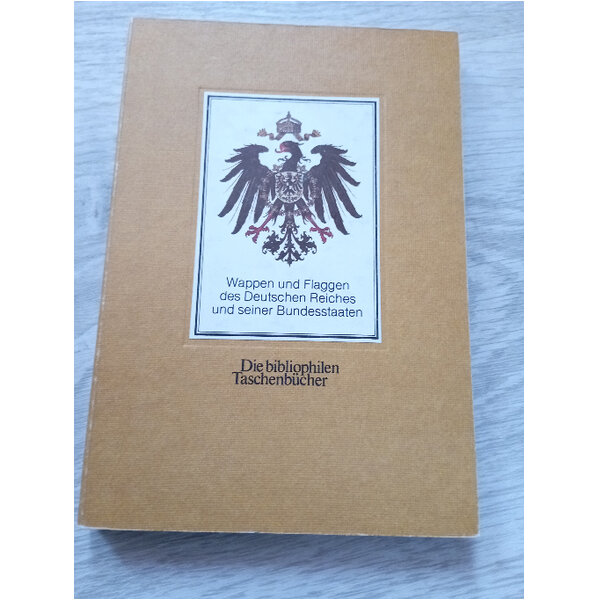 Wappen und Flaggen
des Deutschen Reiches
und seiner Bundesstaaten
Die bibliophilen
Taschenbücher